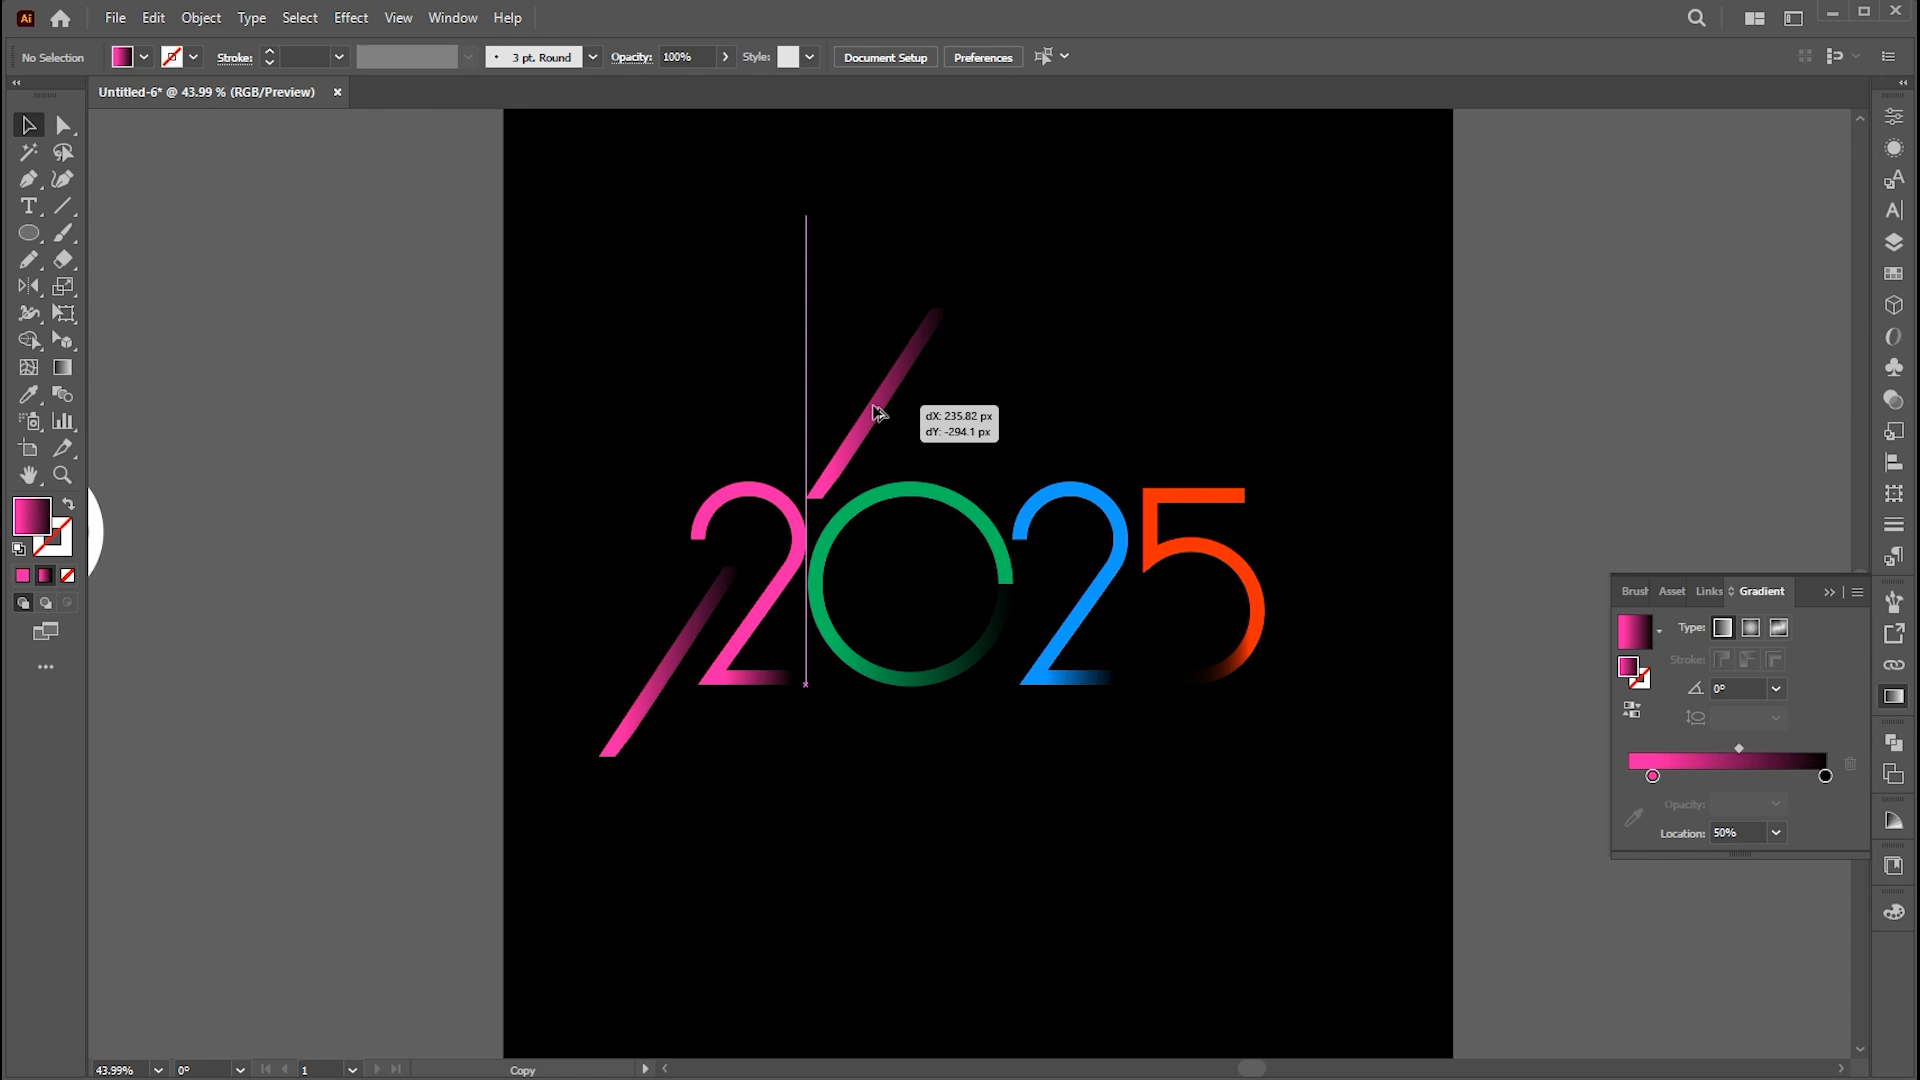 Ai File Edit Object Type Select Effect View Window Help
No Selection Stroke: 3 pt. Round Opacity: 100% Style: Document Setup Preferences
Untitled-6* @ 43.99 % (RGB/Preview)
dX: 235.82 px
dY: -294.1 px
2025
Brush Asset Links Gradient
Type:
Stroke:
0°
Opacity:
Location: 50%
43.99% 0° 1 Copy